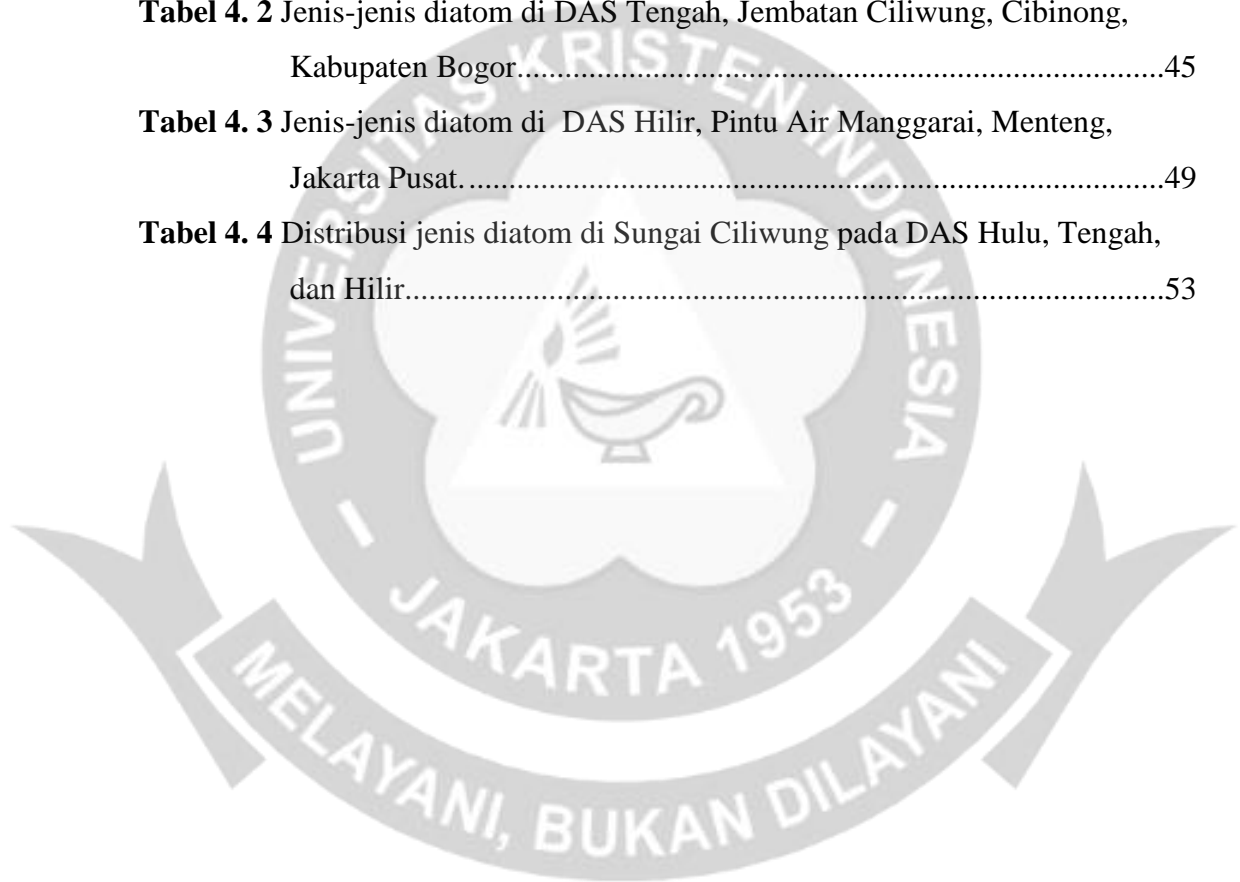 Tabel 4. 2 Jenis-jenis diatom di DAS Tengah, Jembatan Ciliwung, Cibinong,
Kabupaten Bogor................................................................................45
Tabel 4. 3 Jenis-jenis diatom di  DAS Hilir, Pintu Air Manggarai, Menteng,
Jakarta Pusat. ......................................................................................49
Tabel 4. 4 Distribusi jenis diatom di Sungai Ciliwung pada DAS Hulu, Tengah,
dan Hilir..............................................................................................53
UNIVERSITAS KRISTEN INDONESIA
- JAKARTA 1953 -
MELAYANI, BUKAN DILAYANI